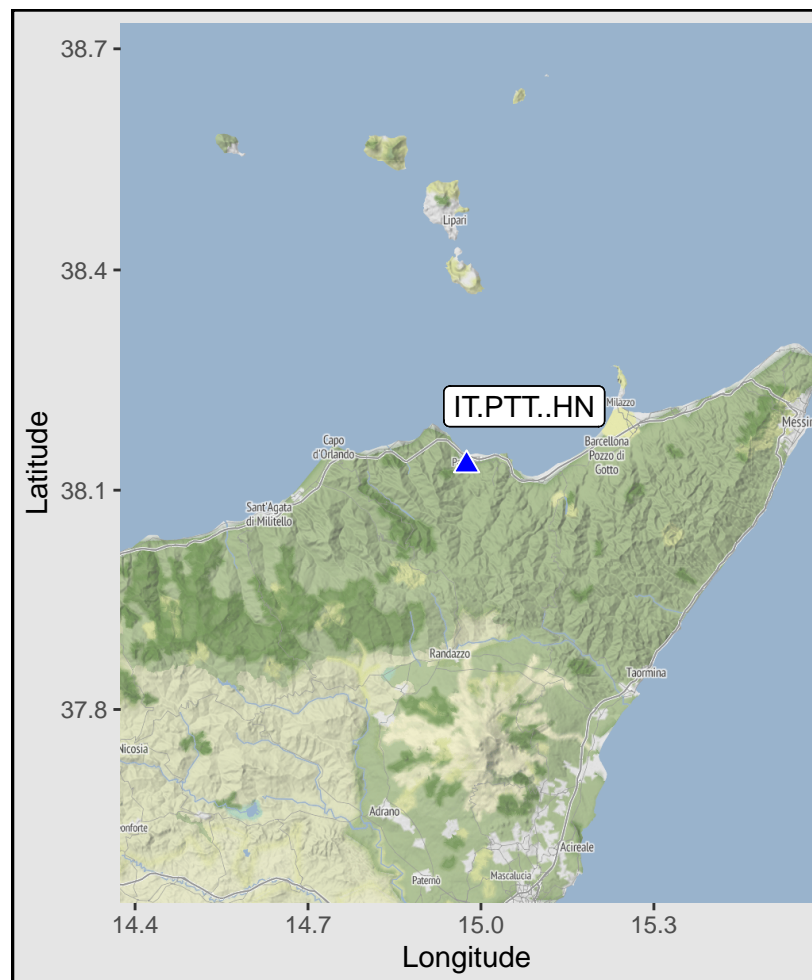 38.7
38.4
38.1
37.8
Latitude
Lipari
IT.PTT..HN
Milazzo
Messin
Capo
d'Orlando
Barcellona
Pozzo di
Gotto
Sant'Agata
di Militello
Randazzo
Taormina
Nicosia
Adrano
onforte
Acireale
Paternò
Mascalucia
14.4
14.7
15.0
15.3
Longitude